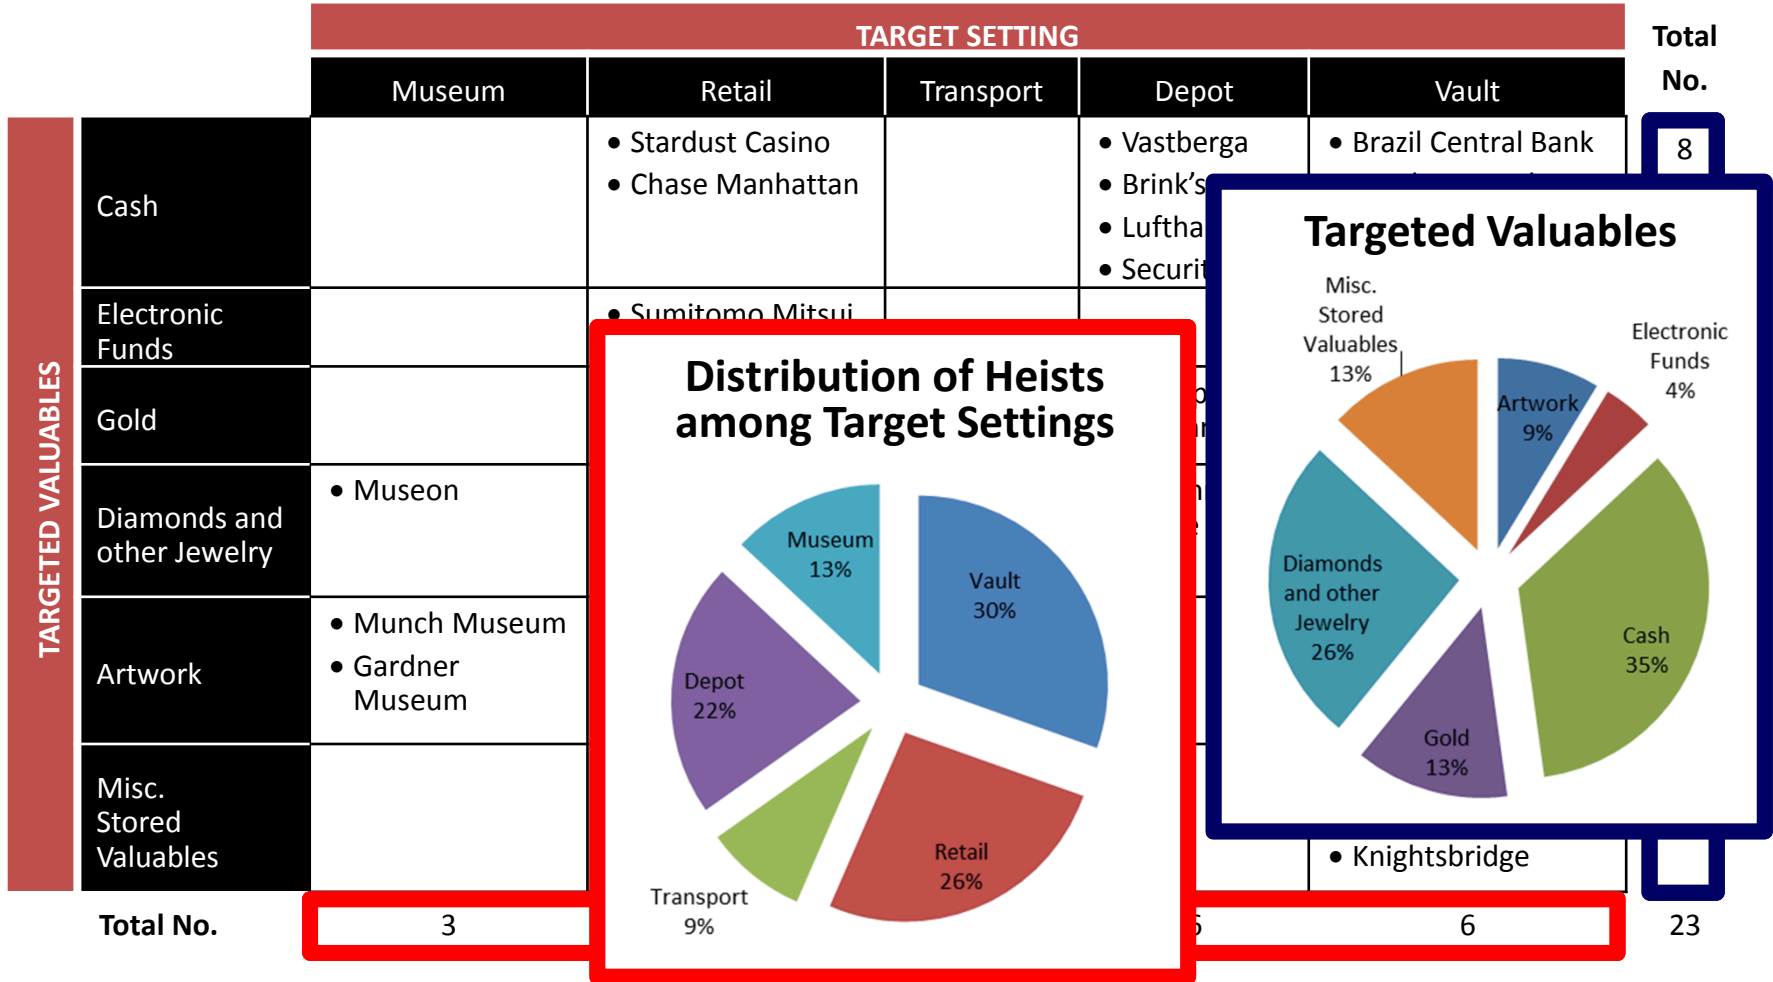 TARGET SETTING
Total
No.
Museum
Retail
Transport
Depot
Vault
TARGETED VALUABLES
Cash
• Stardust Casino
• Chase Manhattan
• Vastberga
• Brink's
• Brazil Central Bank
8
Electronic
Funds
• Sumitomo Mitsui
Gold
Diamonds and
other Jewelry
• Museon
Artwork
• Munch Museum
• Gardner
Museum
Misc.
Stored
Valuables
• Knightsbridge
Total No.
3
6
23
Distribution of Heists
among Target Settings
Museum
13%
Vault
30%
Depot
22%
Retail
26%
Transport
9%
Targeted Valuables
Misc.
Stored
Valuables
13%
Electronic
Funds
4%
Artwork
9%
Diamonds
and other
Jewelry
26%
Cash
35%
Gold
13%